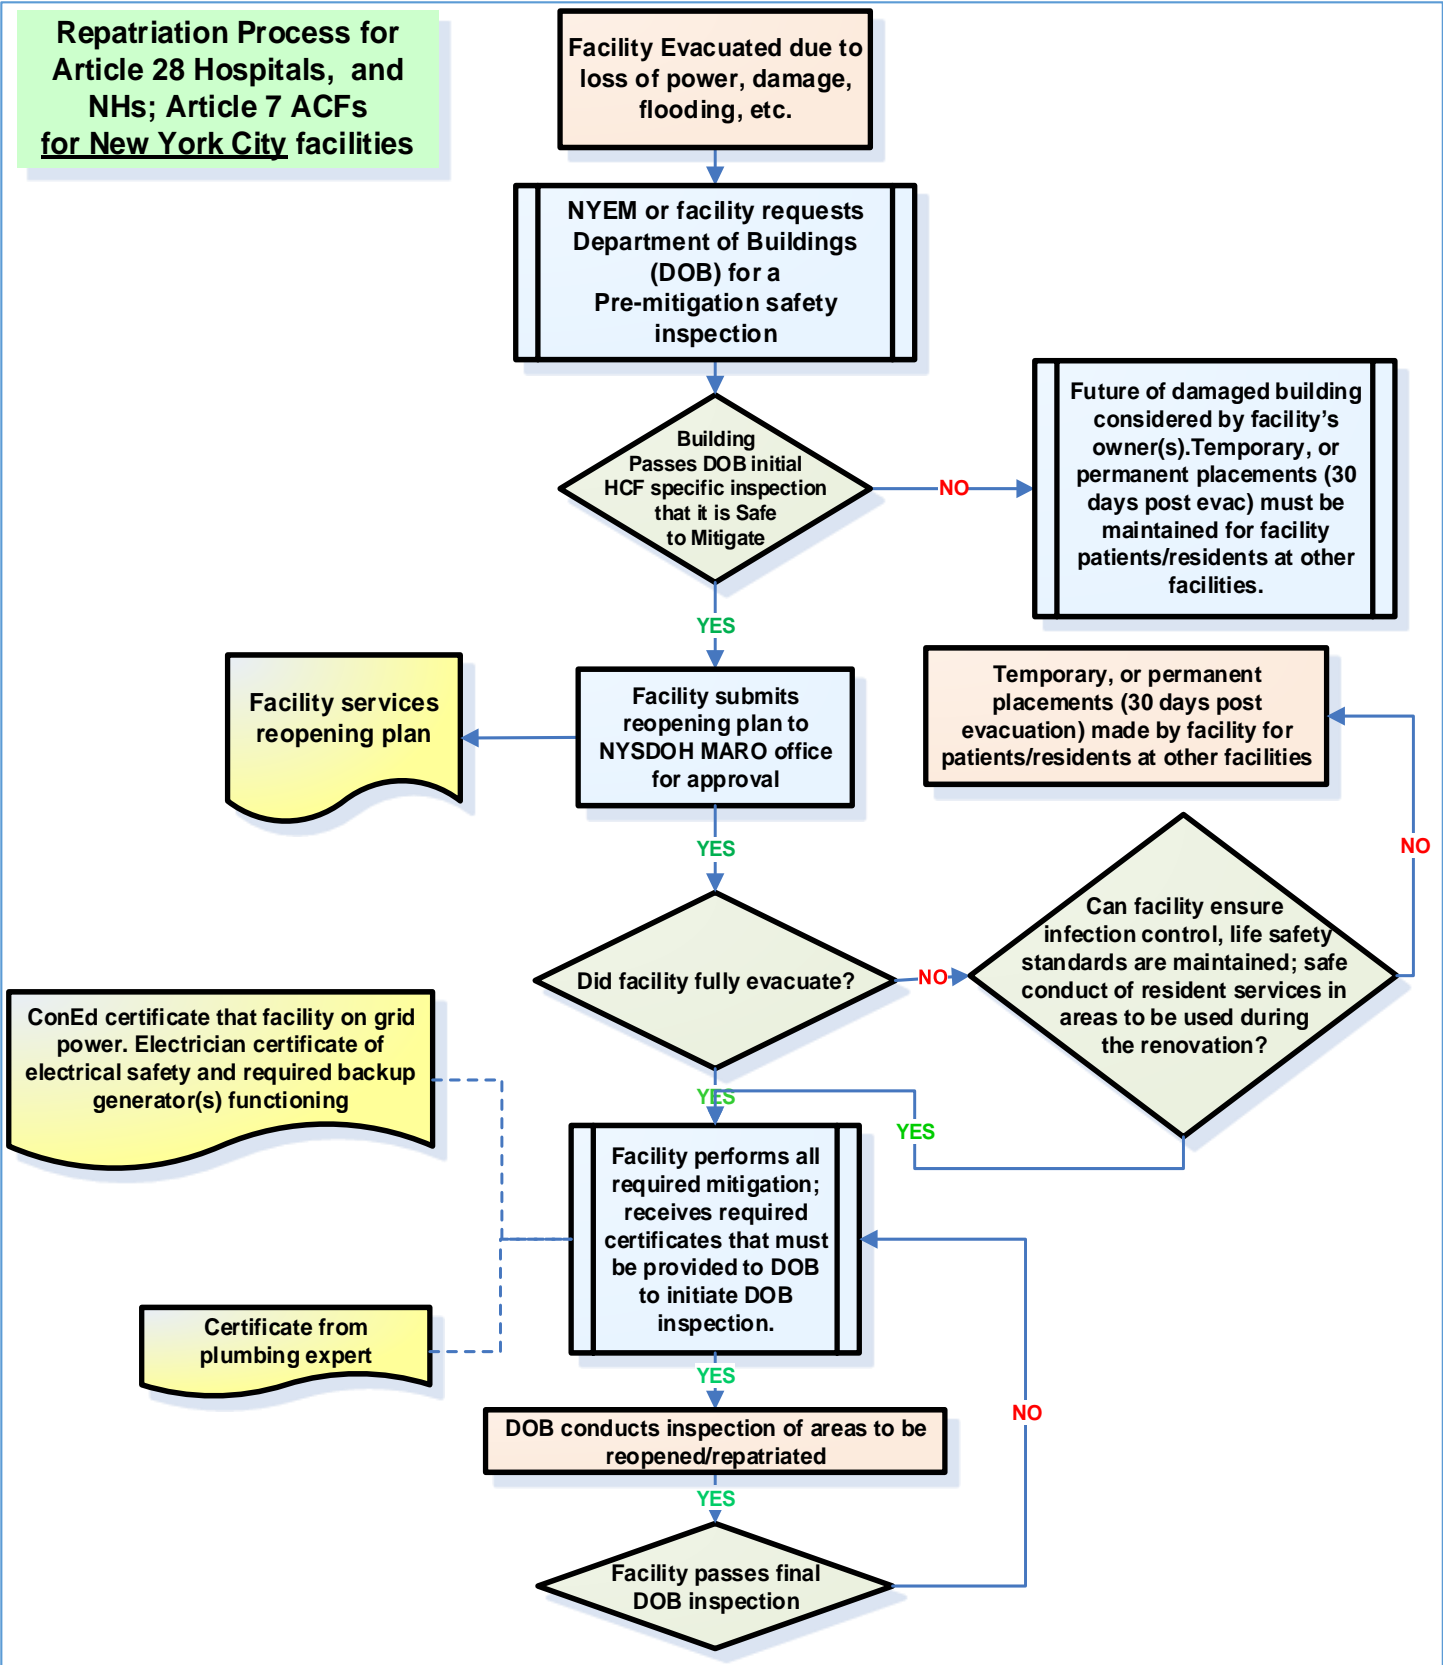 Repatriation Process for
Article 28 Hospitals,  and
NHs; Article 7 ACFs
for New York City facilities
Facility Evacuated due to
loss of power, damage,
flooding, etc.
NYEM or facility requests
Department of Buildings
(DOB) for a
Pre-mitigation safety
inspection
Building
Passes DOB initial
HCF specific inspection
that it is Safe
to Mitigate
NO
Future of damaged building
considered by facility’s
owner(s).Temporary, or
permanent placements (30
days post evac) must be
maintained for facility
patients/residents at other
facilities.
YES
Facility services
reopening plan
Facility submits
reopening plan to
NYSDOH MARO office
for approval
Temporary, or permanent
placements (30 days post
evacuation) made by facility for
patients/residents at other facilities
YES
NO
Did facility fully evacuate?
NO
Can facility ensure
infection control, life safety
standards are maintained; safe
conduct of resident services in
areas to be used during
the renovation?
ConEd certificate that facility on grid
power. Electrician certificate of
electrical safety and required backup
generator(s) functioning
YES
YES
Facility performs all
required mitigation;
receives required
certificates that must
be provided to DOB
to initiate DOB
inspection.
Certificate from
plumbing expert
YES
NO
DOB conducts inspection of areas to be
reopened/repatriated
YES
Facility passes final
DOB inspection